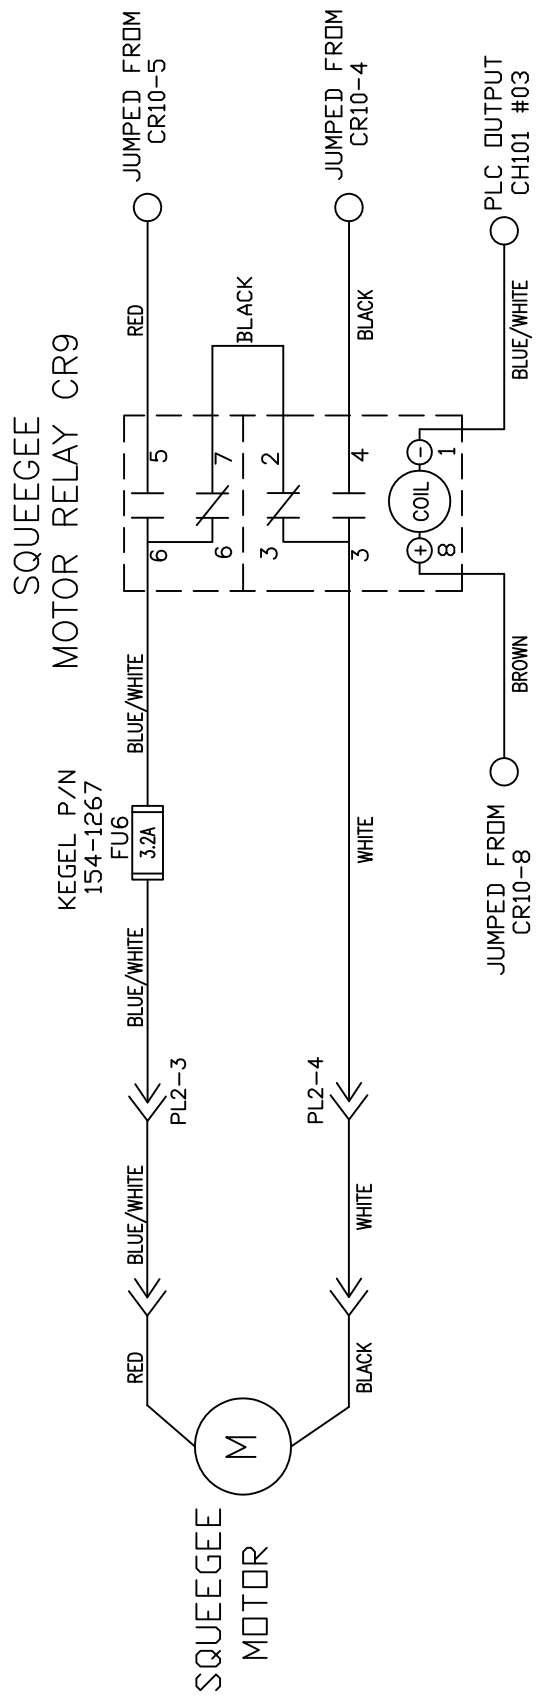 SQUEEGEE
MOTOR
RED
BLACK
BLUE/WHITE
WHITE
PL2-3
PL2-4
BLUE/WHITE
KEGEL P/N
154-1267
FU6
3.2A
BLUE/WHITE
WHITE
JUMPED FROM
CR10-8
BROWN
SQUEEGEE
MOTOR RELAY CR9
6
5
6
7
3
2
3
4
+
COIL
-
8
1
RED
BLACK
BLACK
BLUE/WHITE
JUMPED FROM
CR10-5
JUMPED FROM
CR10-4
PLC OUTPUT
CH101 #03
M